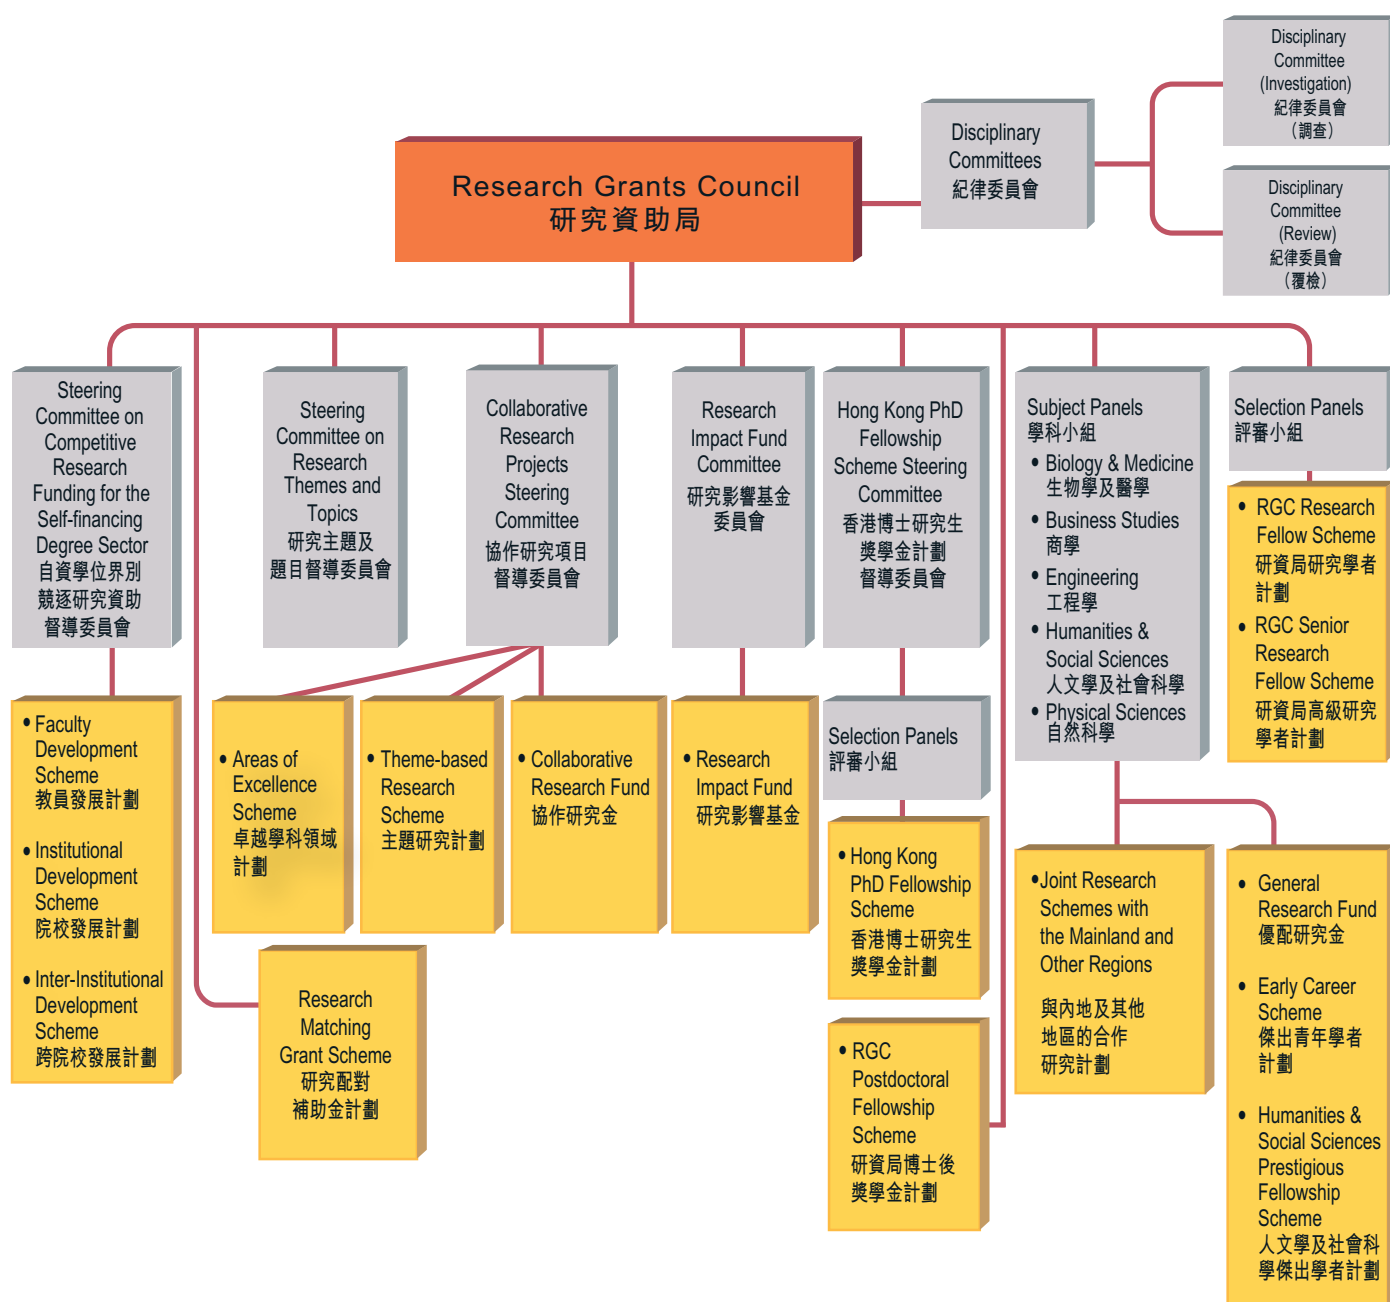 Research Grants Council
研究資助局
Disciplinary
Committees
紀律委員會
Disciplinary
Committee
(Investigation)
紀律委員會
（調查）
Disciplinary
Committee
(Review)
紀律委員會
（覆檢）
Steering
Committee on
Competitive
Research
Funding for the
Self-financing
Degree Sector
自資學位界別
競逐研究資助
督導委員會
• Faculty
Development
Scheme
教員發展計劃
• Institutional
Development
Scheme
院校發展計劃
• Inter-Institutional
Development
Scheme
跨院校發展計劃
Research
Matching
Grant Scheme
研究配對
補助金計劃
Steering
Committee on
Research
Themes and
Topics
研究主題及
題目督導委員會
Collaborative
Research
Projects
Steering
Committee
協作研究項目
督導委員會
• Areas of
Excellence
Scheme
卓越學科領域
計劃
• Theme-based
Research
Scheme
主題研究計劃
• Collaborative
Research Fund
協作研究金
Research
Impact Fund
Committee
研究影響基金
委員會
• Research
Impact Fund
研究影響基金
Hong Kong PhD
Fellowship
Scheme Steering
Committee
香港博士研究生
獎學金計劃
督導委員會
Selection Panels
評審小組
• Hong Kong
PhD Fellowship
Scheme
香港博士研究生
獎學金計劃
• RGC
Postdoctoral
Fellowship
Scheme
研資局博士後
獎學金計劃
Subject Panels
學科小組
• Biology & Medicine
生物學及醫學
• Business Studies
商學
• Engineering
工程學
• Humanities &
Social Sciences
人文學及社會科學
• Physical Sciences
自然科學
• Joint Research
Schemes with
the Mainland and
Other Regions
與內地及其他
地區的合作
研究計劃
• General
Research Fund
優配研究金
• Early Career
Scheme
傑出青年學者
計劃
• Humanities &
Social Sciences
Prestigious
Fellowship
Scheme
人文學及社會科
學傑出學者計劃
Selection Panels
評審小組
• RGC Research
Fellow Scheme
研資局研究學者
計劃
• RGC Senior
Research
Fellow Scheme
研資局高級研究
學者計劃